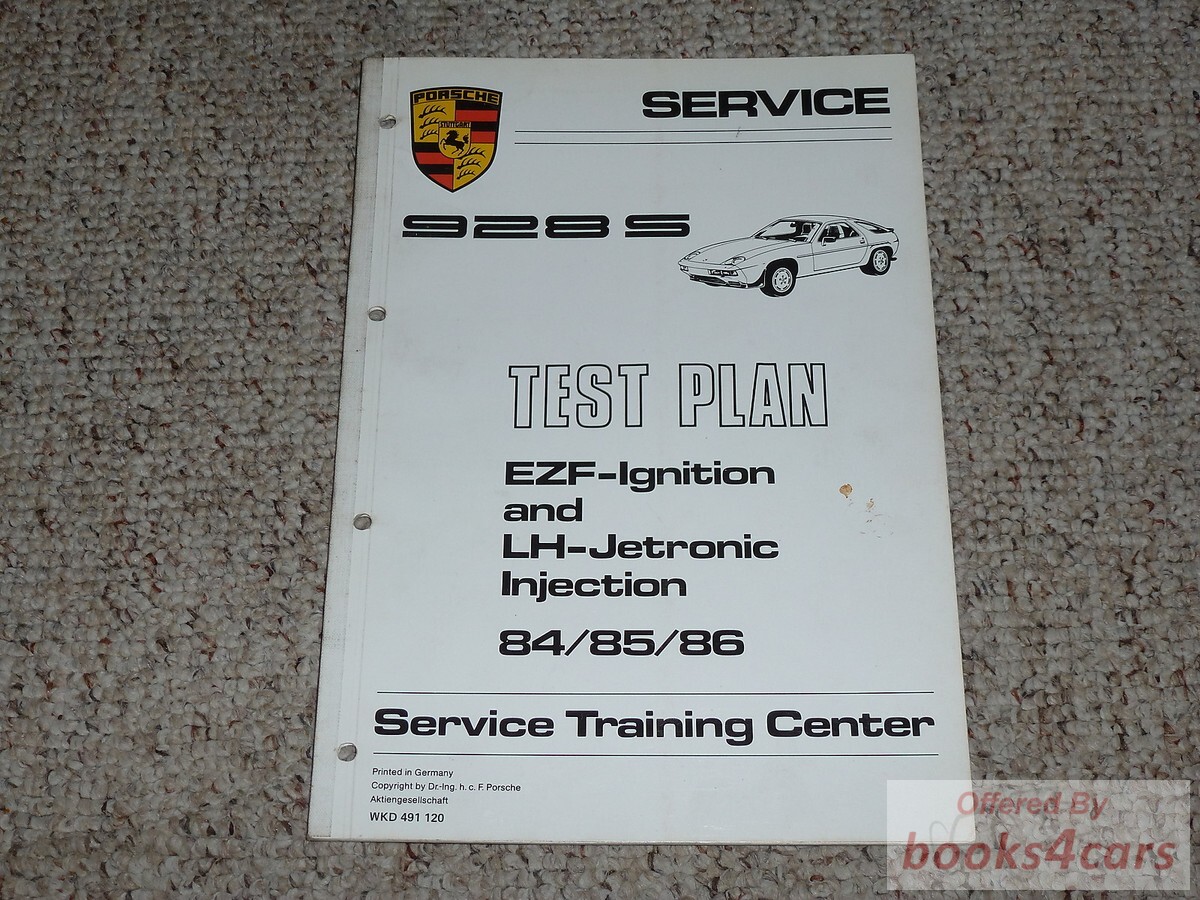 PORSCHE
STUTTGART
SERVICE
928 S
TEST PLAN
EZF-Ignition
and
LH-Jetronic
Injection
84/85/86
Service Training Center
Printed in Germany
Copyright by Dr.-Ing. h. c. F. Porsche
Aktiengesellschaft
WKD 491 120
Offered By
books4cars